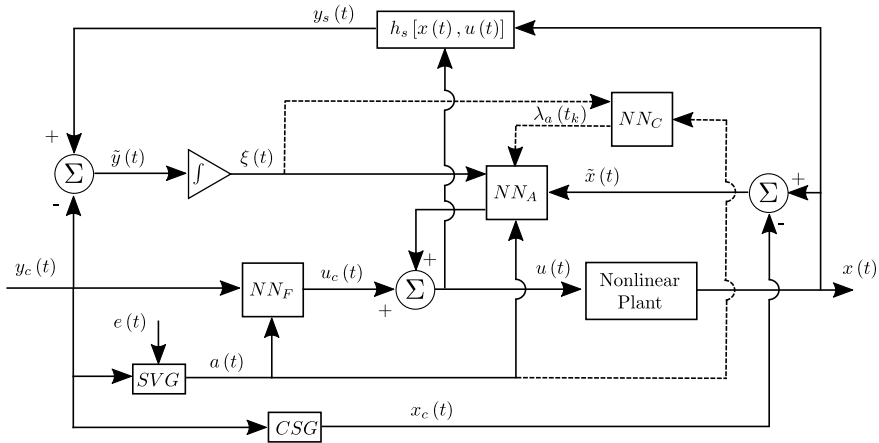 y_s (t)
h_s [x (t) , u (t)]
λ_a (t_k)
NN_C
+
ỹ (t)
∫
ξ (t)
Σ
-
NN_A
x̃ (t)
+
Σ
-
y_c (t)
NN_F
u_c (t)
+
Σ
+
u (t)
Nonlinear
Plant
x (t)
e (t)
SVG
a (t)
CSG
x_c (t)